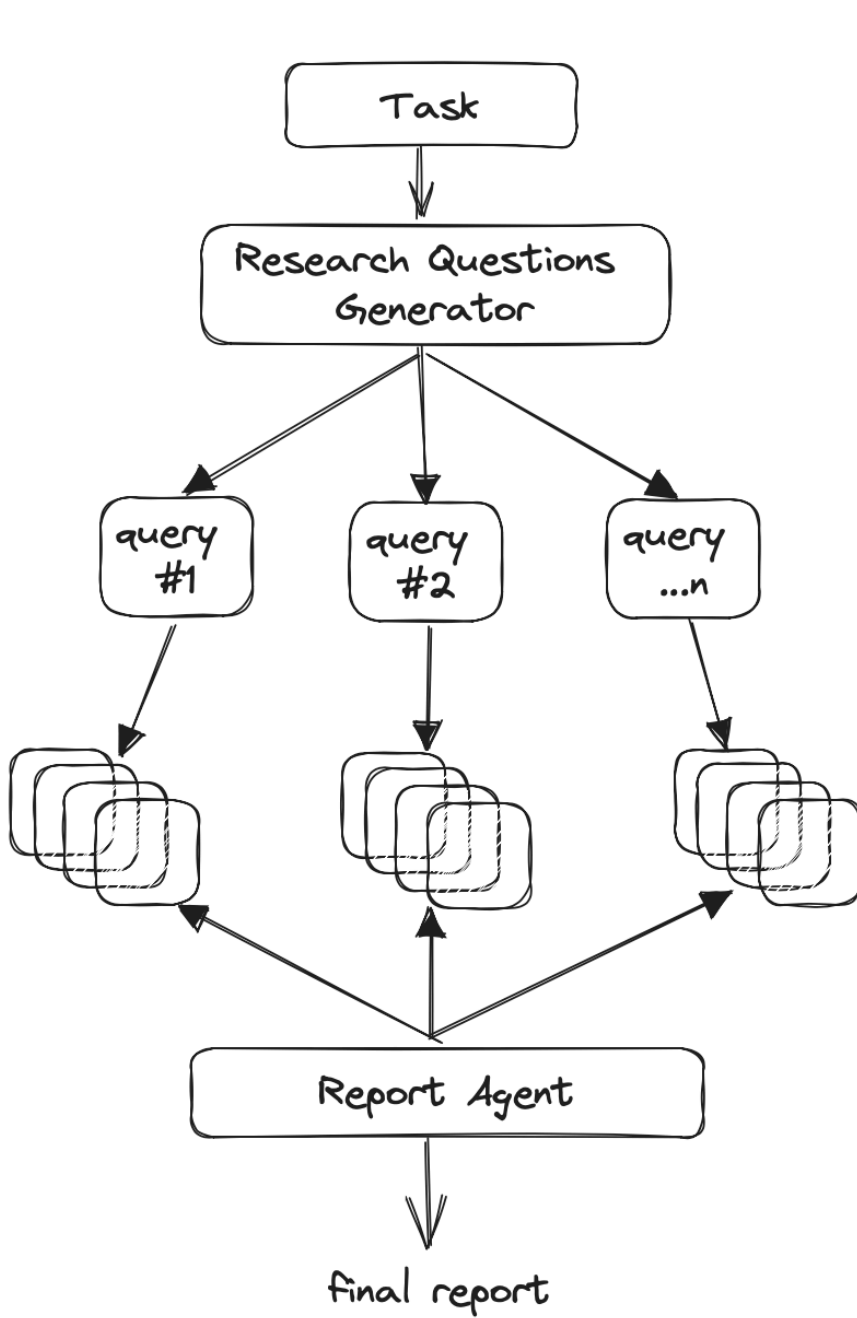 Task
Research Questions
Generator
query
#1
query
#2
query
...n
Report Agent
final report